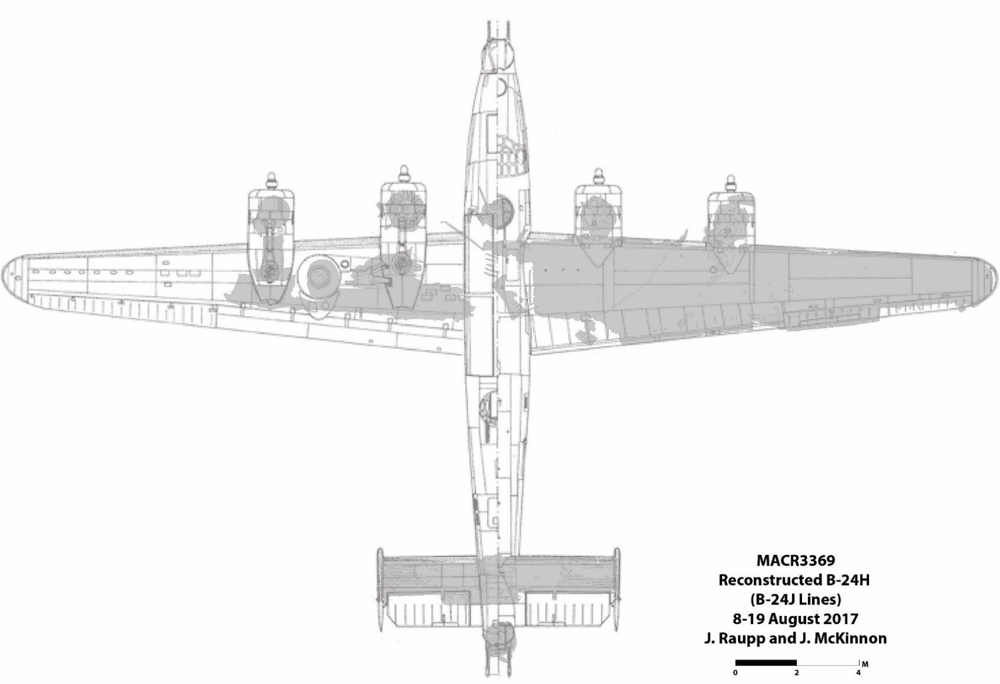 MACR3369
Reconstructed B-24H
(B-24J Lines)
8-19 August 2017
J. Raupp and J. McKinnon
M
0 2 4